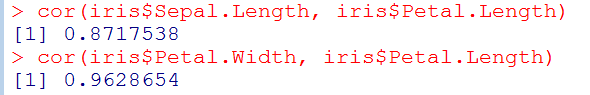 > cor(iris$Sepal.Length, iris$Petal.Length)
[1] 0.8717538
> cor(iris$Petal.Width, iris$Petal.Length)
[1] 0.9628654